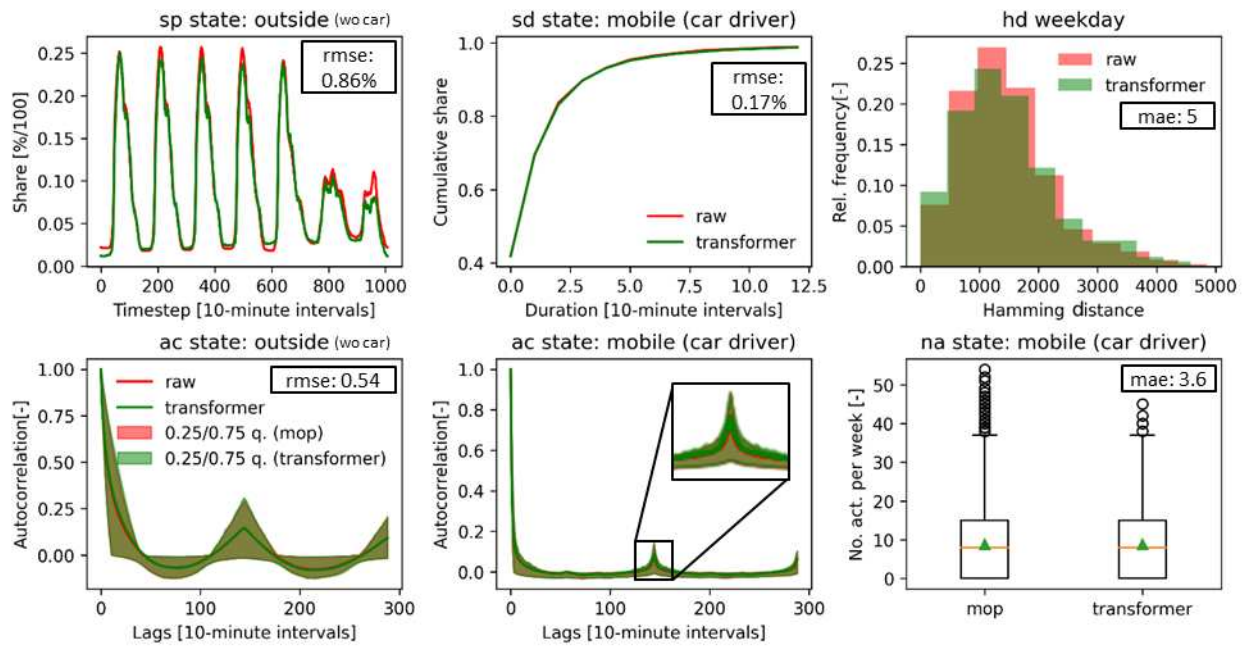 sp state: outside (wo car)
rmse:
0.86%
Share [%/100]
0.25
0.20
0.15
0.10
0.05
0.00
0 200 400 600 800 1000
Timestep [10-minute intervals]
sd state: mobile (car driver)
rmse:
0.17%
Cumulative share
1.0
0.8
0.6
0.4
raw
transformer
0.0 2.5 5.0 7.5 10.0 12.5
Duration [10-minute intervals]
hd weekday
raw
transformer
mae: 5
Rel. frequency[-]
0.25
0.20
0.15
0.10
0.05
0.00
0 1000 2000 3000 4000 5000
Hamming distance
ac state: outside (wo car)
rmse: 0.54
raw
transformer
0.25/0.75 q. (mop)
0.25/0.75 q. (transformer)
Autocorrelation[-]
1.00
0.75
0.50
0.25
0.00
0 100 200 300
Lags [10-minute intervals]
ac state: mobile (car driver)
Autocorrelation[-]
1.0
0.8
0.6
0.4
0.2
0.0
0 100 200 300
Lags [10-minute intervals]
na state: mobile (car driver)
mae: 3.6
No. act. per week [-]
50
40
30
20
10
0
mop transformer